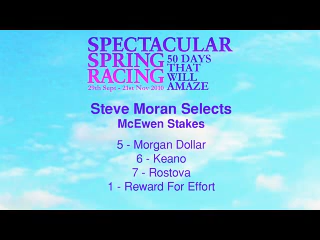 SPECTACULAR
SPRING 50 DAYS
RACING THAT
WILL
29th Sept - 21st Nov 2010 AMAZE
Steve Moran Selects
McEwen Stakes
5 - Morgan Dollar
6 - Keano
7 - Rostova
1 - Reward For Effort